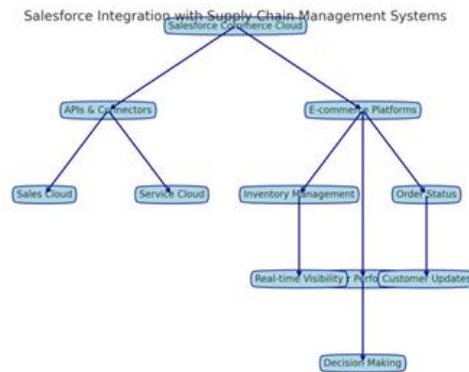 Salesforce Integration with Supply Chain Management Systems
Salesforce Commerce Cloud
APIs & Connectors
E-commerce Platforms
Sales Cloud
Service Cloud
Inventory Management
Order Status
Real-time Visibility
Customer Updates
Decision Making